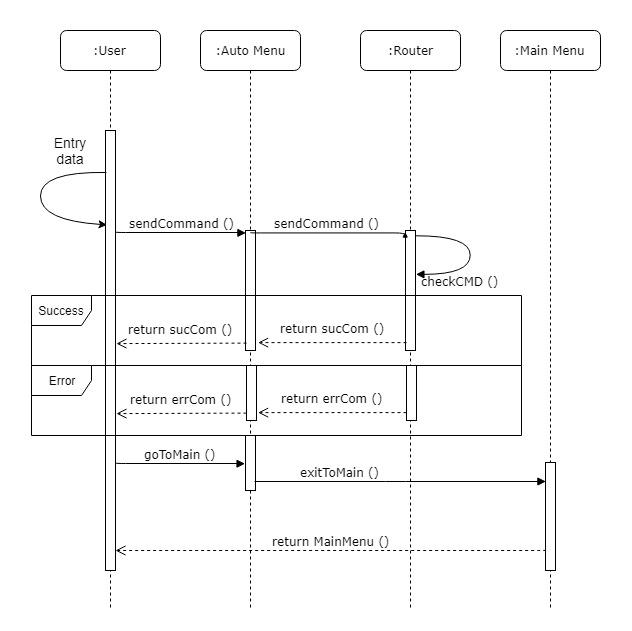 :User
:Auto Menu
:Router
:Main Menu
Entry
data
sendCommand ()
sendCommand ()
checkCMD ()
Success
return sucCom ()
return sucCom ()
Error
return errCom ()
return errCom ()
goToMain ()
exitToMain ()
return MainMenu ()